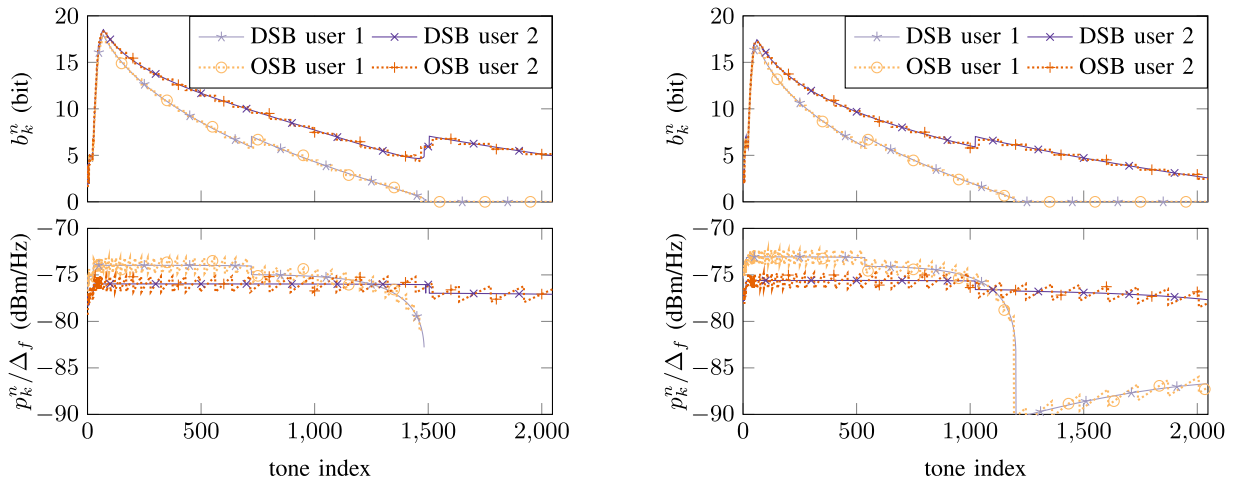 20
15
10
5
0
b_k^n (bit)
DSB user 1
DSB user 2
OSB user 1
OSB user 2
−70
−75
−80
−85
−90
p_k^n/Δ_f (dBm/Hz)
0
500
1,000
1,500
2,000
tone index
20
15
10
5
0
b_k^n (bit)
DSB user 1
DSB user 2
OSB user 1
OSB user 2
−70
−75
−80
−85
−90
p_k^n/Δ_f (dBm/Hz)
0
500
1,000
1,500
2,000
tone index